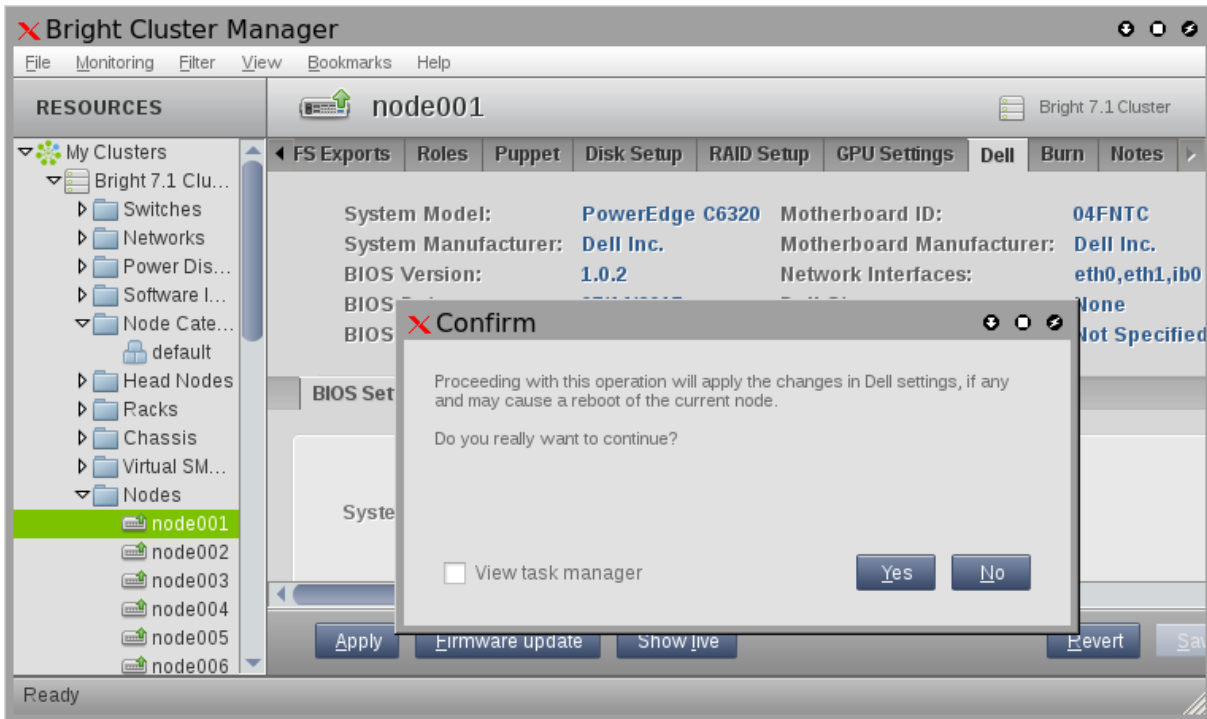 Bright Cluster Manager
File Monitoring Filter View Bookmarks Help
RESOURCES
node001
Bright 7.1 Cluster
My Clusters
Bright 7.1 Clu...
Switches
Networks
Power Dis...
Software I...
Node Cate...
default
Head Nodes
Racks
Chassis
Virtual SM...
Nodes
node001
node002
node003
node004
node005
node006
FS Exports Roles Puppet Disk Setup RAID Setup GPU Settings Dell Burn Notes
System Model: PowerEdge C6320 Motherboard ID: 04FNTC
System Manufacturer: Dell Inc. Motherboard Manufacturer: Dell Inc.
BIOS Version: 1.0.2 Network Interfaces: eth0,eth1,ib0
BIOS None
BIOS Not Specified
BIOS Set
Syste
Confirm
Proceeding with this operation will apply the changes in Dell settings, if any
and may cause a reboot of the current node.
Do you really want to continue?
View task manager Yes No
Apply Firmware update Show live Revert Sa
Ready